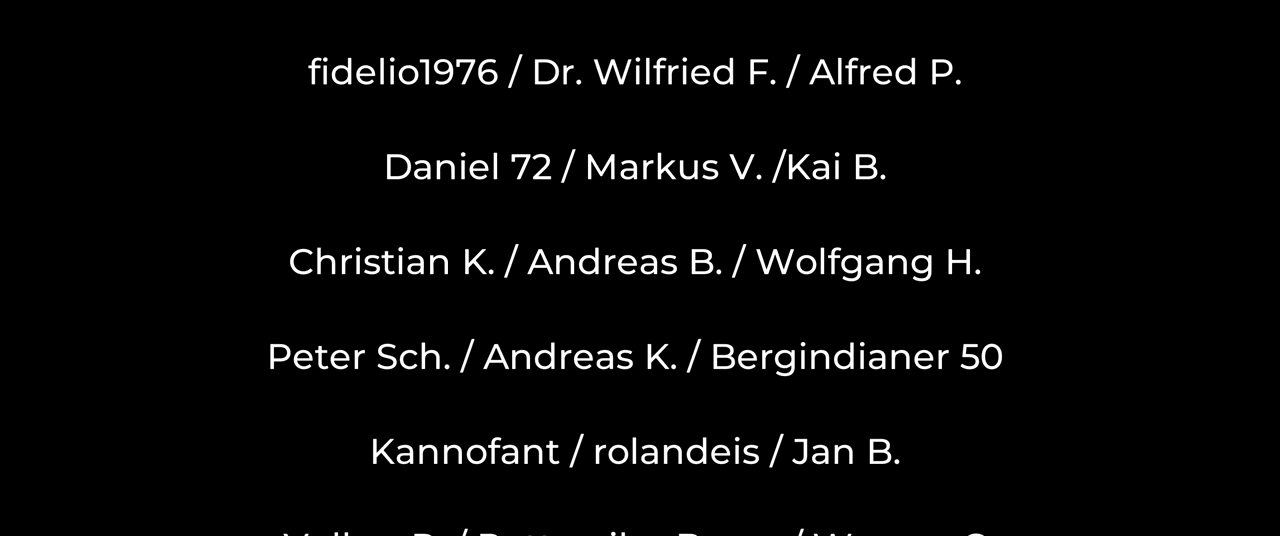 fidelio1976 / Dr. Wilfried F. / Alfred P.
Daniel 72 / Markus V. /Kai B.
Christian K. / Andreas B. / Wolfgang H.
Peter Sch. / Andreas K. / Bergindianer 50
Kannofant / rolandeis / Jan B.